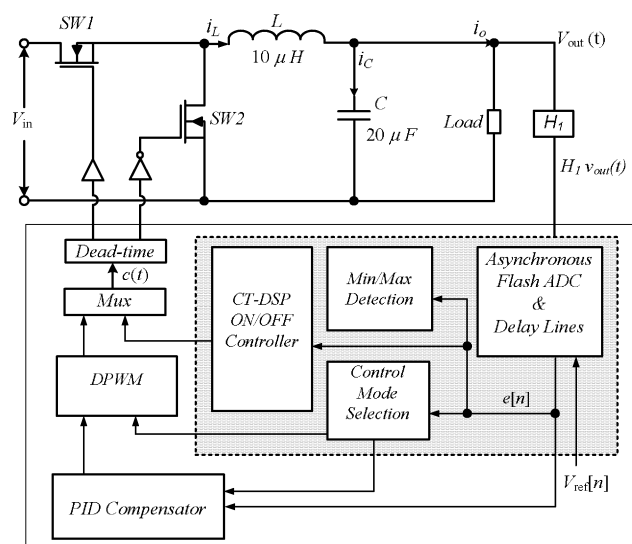 SW1
i_L
L
10 μH
i_o
V_out (t)
i_C
V_in
SW2
C
20 μF
Load
H_1
H_1 v_out(t)
Dead-time
c(t)
Mux
CT-DSP
ON/OFF
Controller
Min/Max
Detection
Asynchronous
Flash ADC
&
Delay Lines
DPWM
Control
Mode
Selection
e[n]
V_ref[n]
PID Compensator